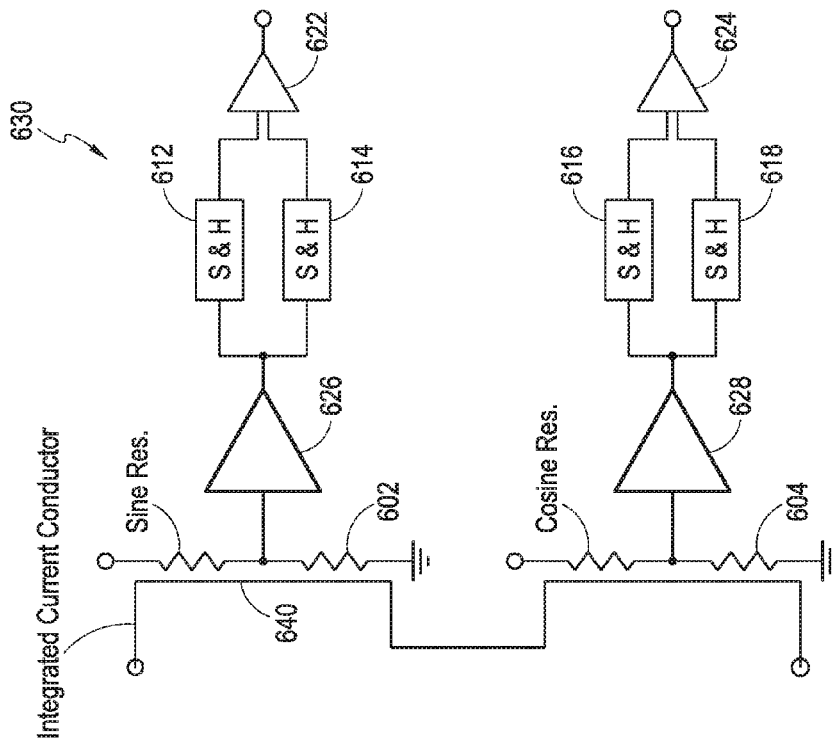 630
Integrated Current Conductor
Sine Res.
602
640
626
612
S & H
614
S & H
622
Cosine Res.
604
628
616
S & H
618
S & H
624